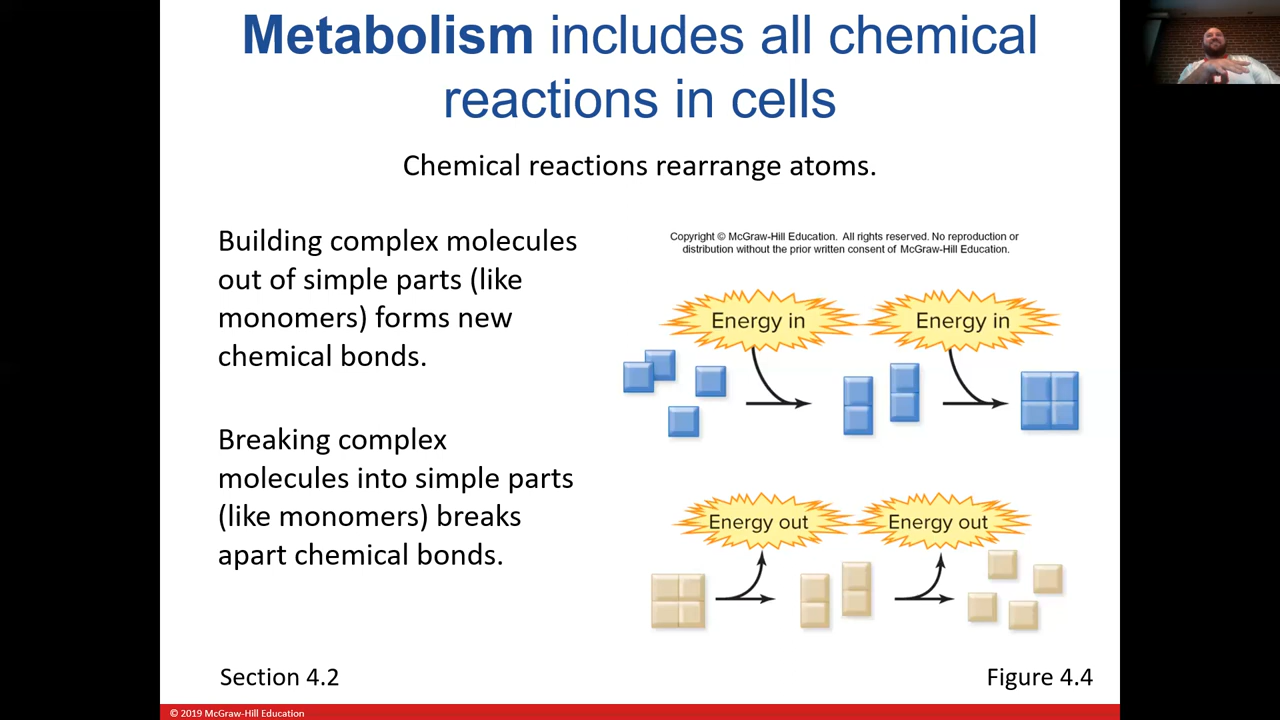 Metabolism includes all chemical
reactions in cells
Chemical reactions rearrange atoms.
Building complex molecules
out of simple parts (like
monomers) forms new
chemical bonds.
Breaking complex
molecules into simple parts
(like monomers) breaks
apart chemical bonds.
Copyright © McGraw-Hill Education. All rights reserved. No reproduction or
distribution without the prior written consent of McGraw-Hill Education.
Energy in
Energy in
Energy out
Energy out
Section 4.2
Figure 4.4
© 2019 McGraw-Hill Education